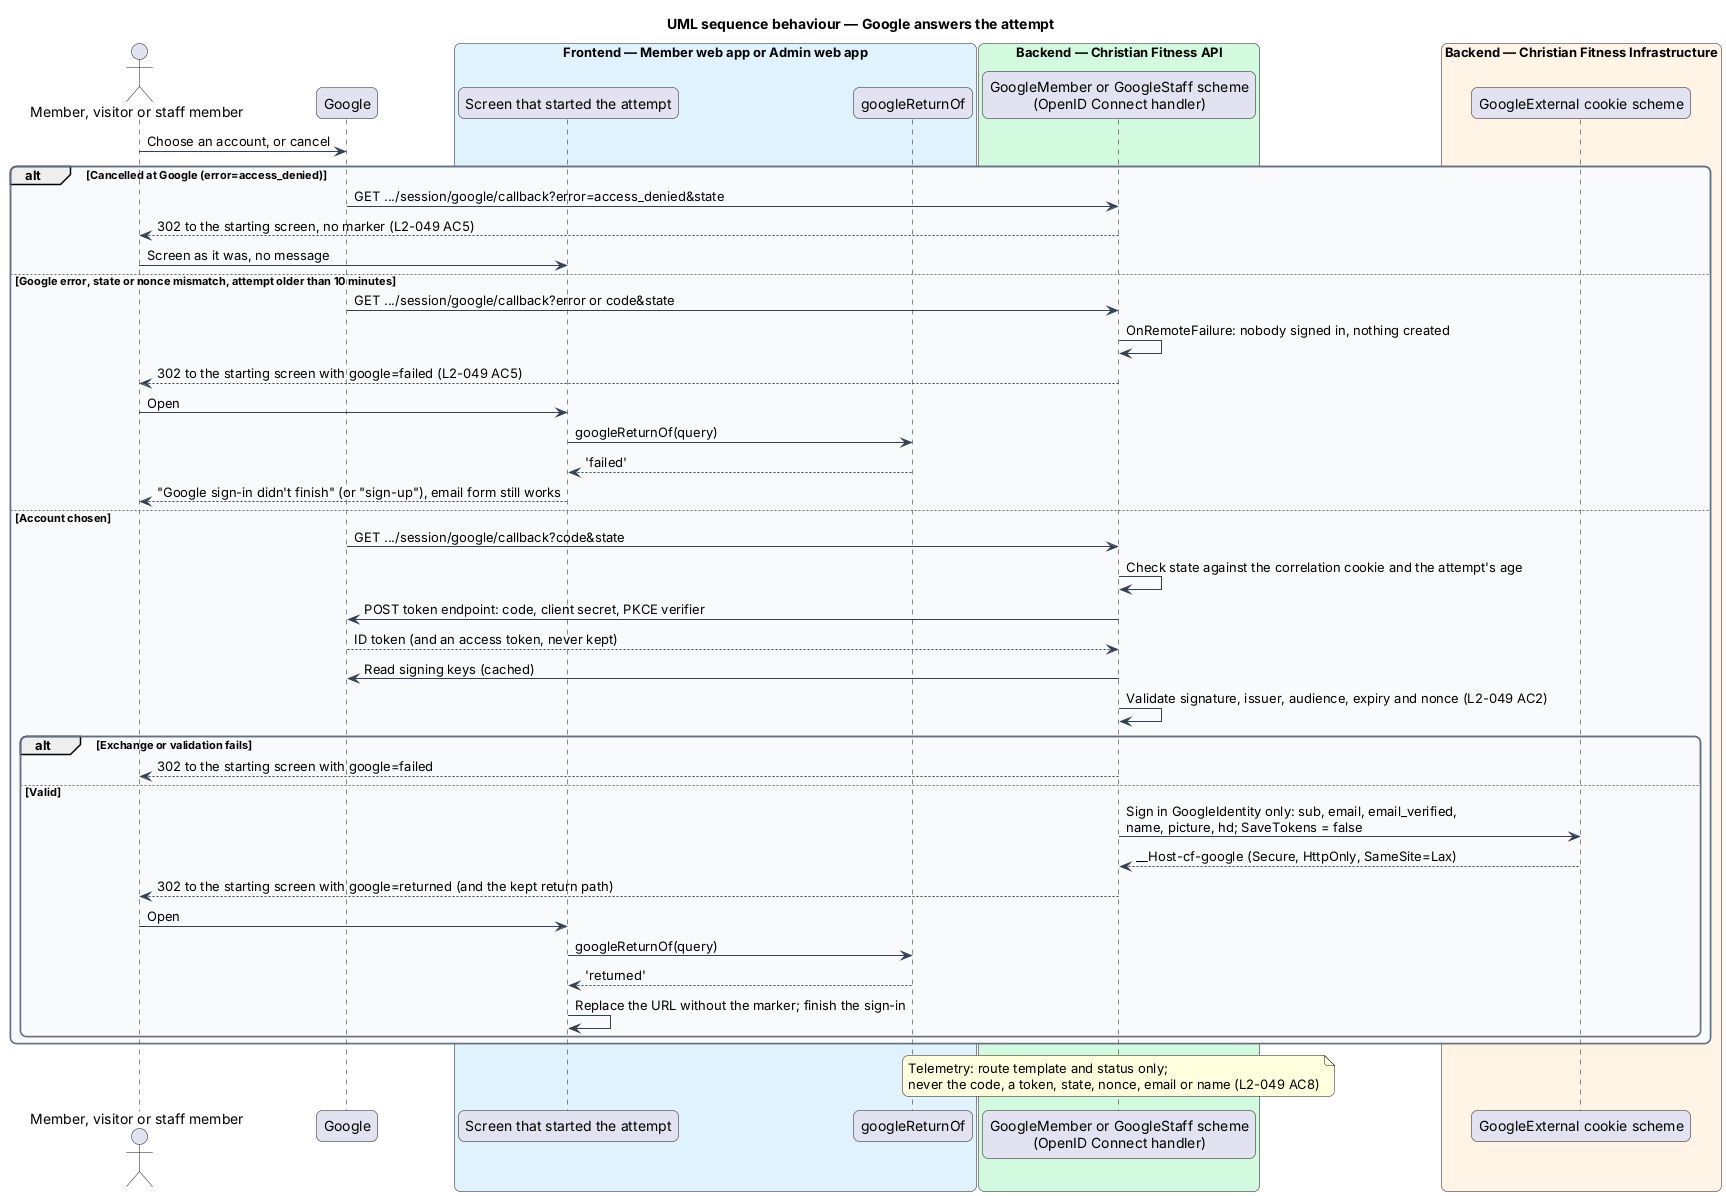 UML sequence behaviour — Google answers the attempt
Frontend — Member web app or Admin web app
Backend — Christian Fitness API
Backend — Christian Fitness Infrastructure
Member, visitor or staff member
Google
Screen that started the attempt
googleReturnOf
GoogleMember or GoogleStaff scheme
(OpenID Connect handler)
GoogleExternal cookie scheme
Choose an account, or cancel
alt
[Cancelled at Google (error=access_denied)]
GET .../session/google/callback?error=access_denied&state
302 to the starting screen, no marker (L2-049 AC5)
Screen as it was, no message
[Google error, state or nonce mismatch, attempt older than 10 minutes]
GET .../session/google/callback?error or code&state
OnRemoteFailure: nobody signed in, nothing created
302 to the starting screen with google=failed (L2-049 AC5)
Open
googleReturnOf(query)
'failed'
"Google sign-in didn't finish" (or "sign-up"), email form still works
[Account chosen]
GET .../session/google/callback?code&state
Check state against the correlation cookie and the attempt's age
POST token endpoint: code, client secret, PKCE verifier
ID token (and an access token, never kept)
Read signing keys (cached)
Validate signature, issuer, audience, expiry and nonce (L2-049 AC2)
alt
[Exchange or validation fails]
302 to the starting screen with google=failed
[Valid]
Sign in GoogleIdentity only: sub, email, email_verified,
name, picture, hd; SaveTokens = false
__Host-cf-google (Secure, HttpOnly, SameSite=Lax)
302 to the starting screen with google=returned (and the kept return path)
Open
googleReturnOf(query)
'returned'
Replace the URL without the marker; finish the sign-in
Telemetry: route template and status only;
never the code, a token, state, nonce, email or name (L2-049 AC8)
Member, visitor or staff member
Google
Screen that started the attempt
googleReturnOf
GoogleMember or GoogleStaff scheme
(OpenID Connect handler)
GoogleExternal cookie scheme